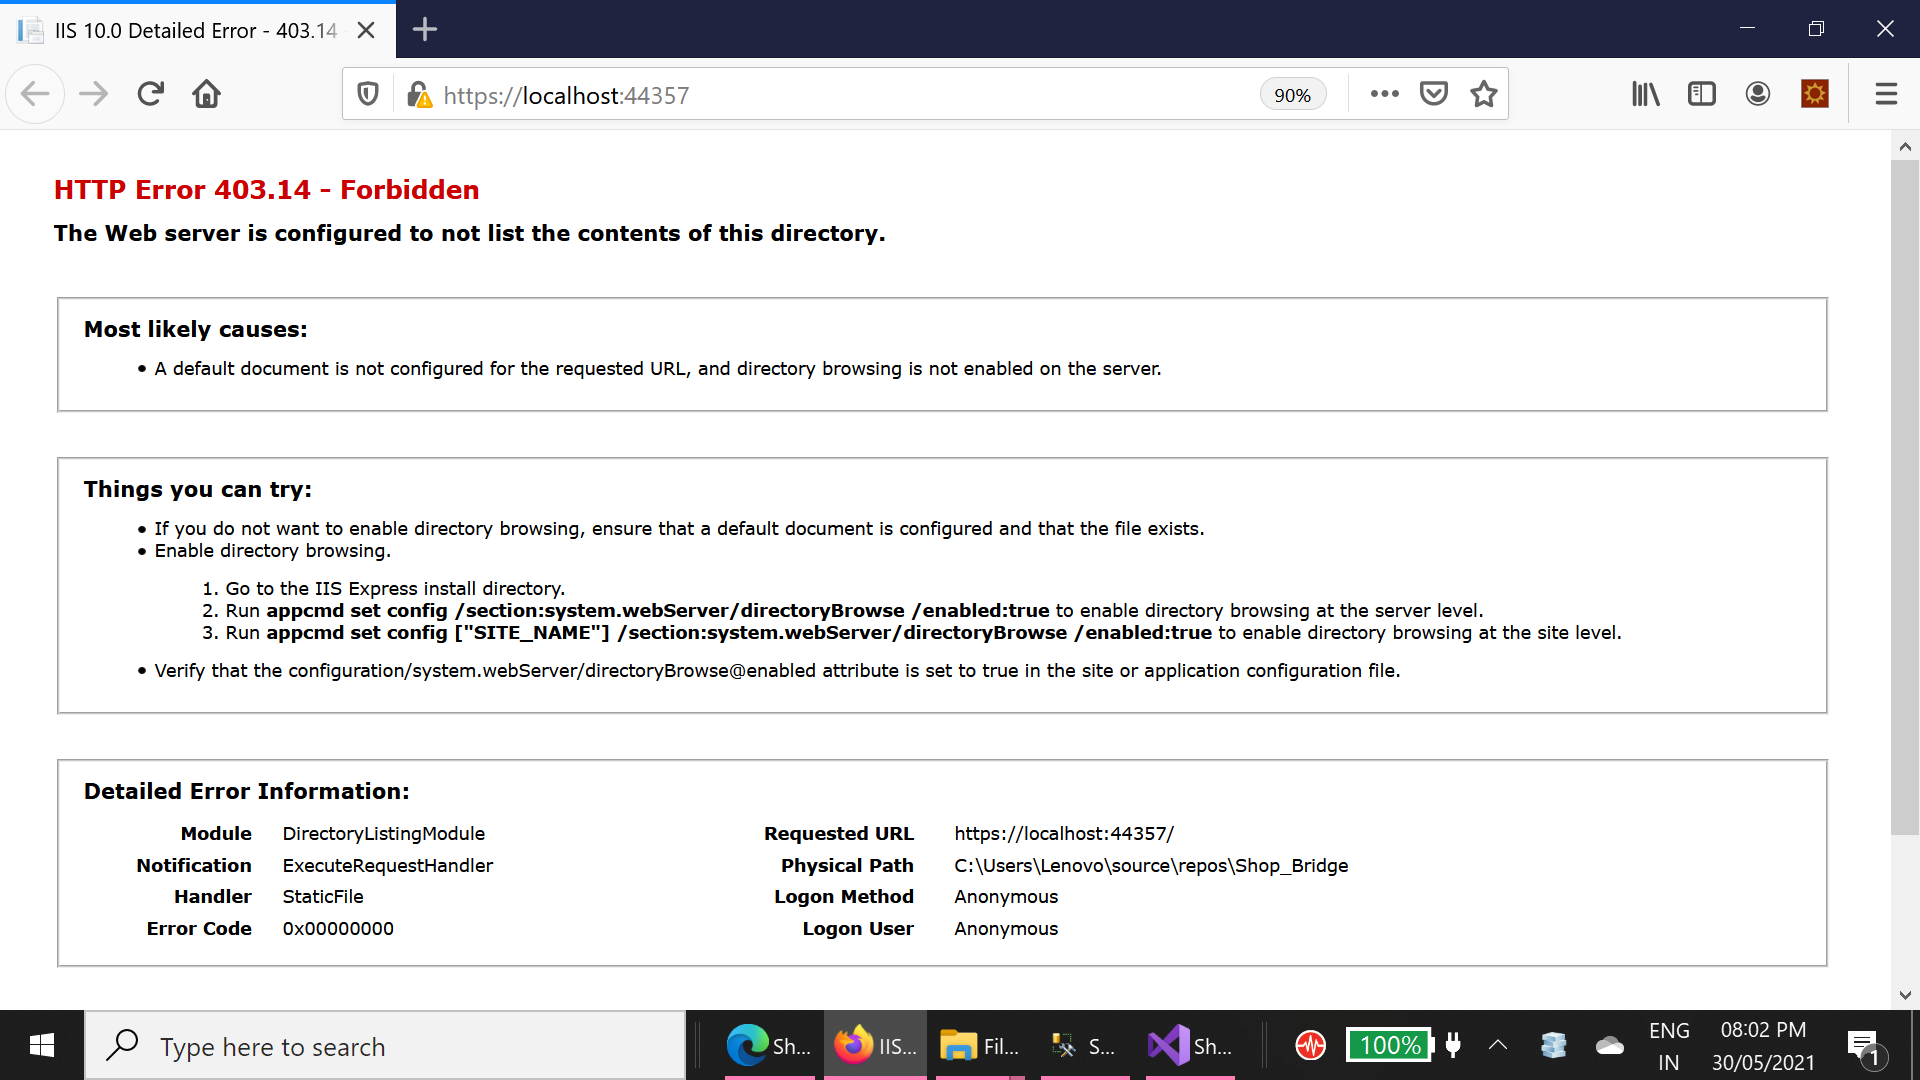 IIS 10.0 Detailed Error - 403.14
https://localhost:44357
90%
HTTP Error 403.14 - Forbidden
The Web server is configured to not list the contents of this directory.
Most likely causes:
• A default document is not configured for the requested URL, and directory browsing is not enabled on the server.
Things you can try:
• If you do not want to enable directory browsing, ensure that a default document is configured and that the file exists.
• Enable directory browsing.
1. Go to the IIS Express install directory.
2. Run appcmd set config /section:system.webServer/directoryBrowse /enabled:true to enable directory browsing at the server level.
3. Run appcmd set config ["SITE_NAME"] /section:system.webServer/directoryBrowse /enabled:true to enable directory browsing at the site level.
• Verify that the configuration/system.webServer/directoryBrowse@enabled attribute is set to true in the site or application configuration file.
Detailed Error Information:
Module DirectoryListingModule Requested URL https://localhost:44357/
Notification ExecuteRequestHandler Physical Path C:\Users\Lenovo\source\repos\Shop_Bridge
Handler StaticFile Logon Method Anonymous
Error Code 0x00000000 Logon User Anonymous
Type here to search Sh... IIS... Fil... S... Sh... 100% ENG 08:02 PM
IN 30/05/2021 1